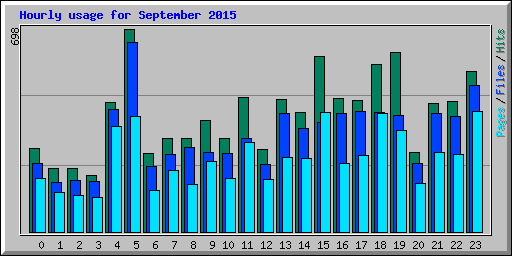 Hourly usage for September 2015
698
Pages / Files / Hits
0 1 2 3 4 5 6 7 8 9 10 11 12 13 14 15 16 17 18 19 20 21 22 23